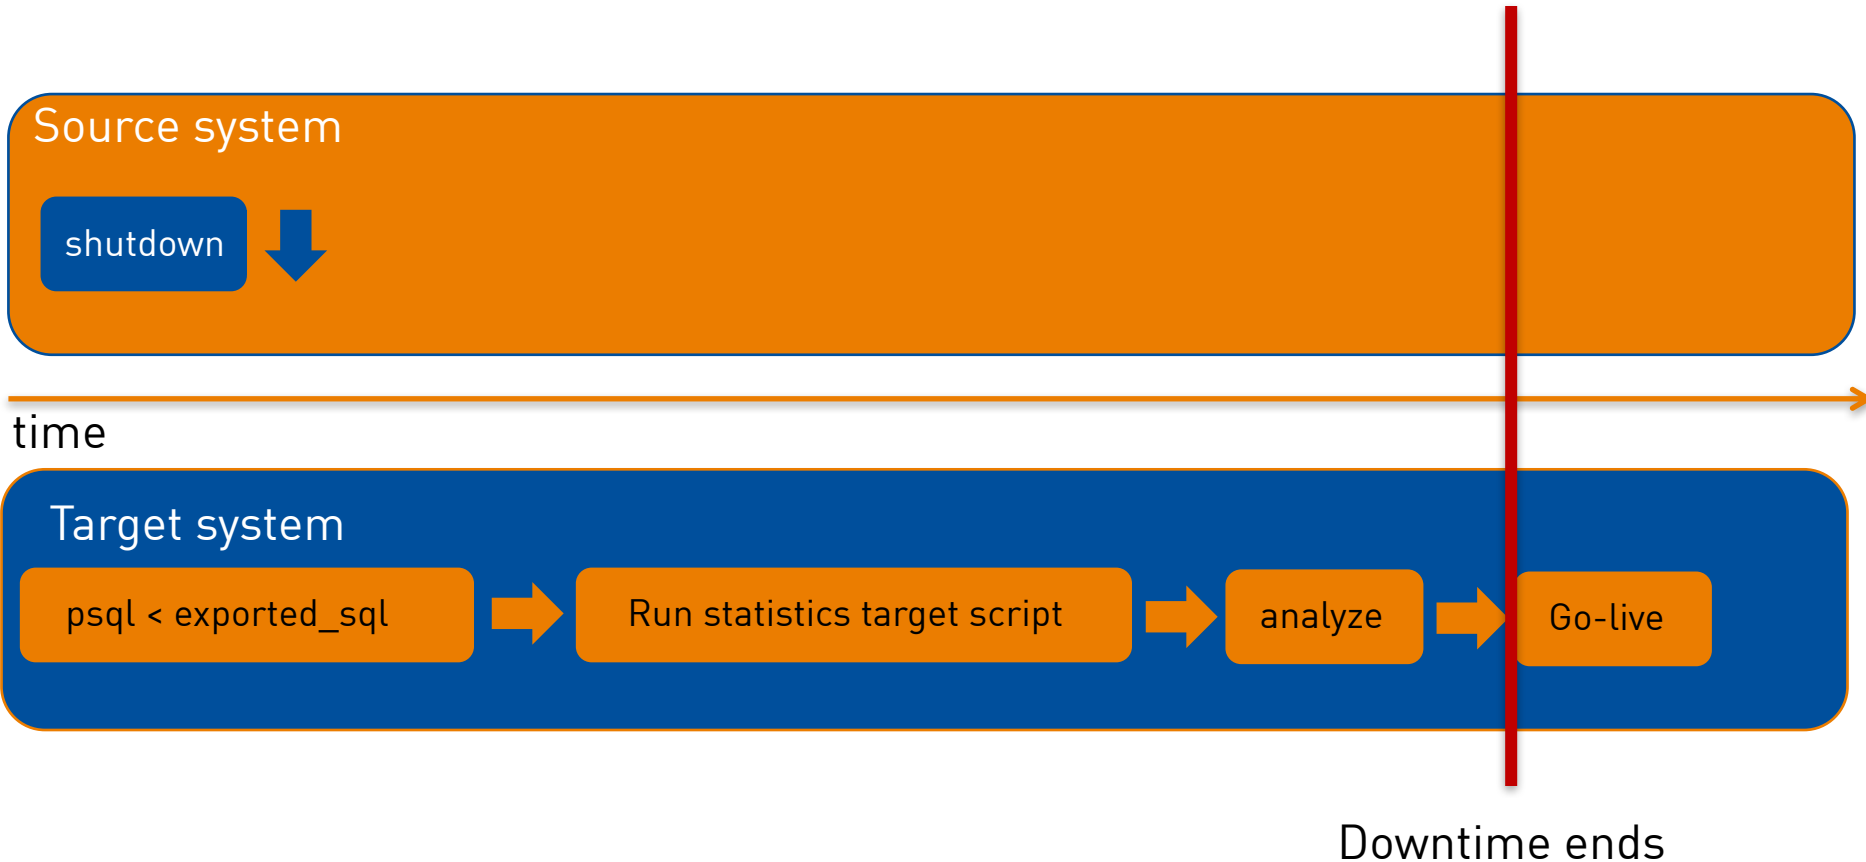 Source system
shutdown
time
Target system
psql < exported_sql
Run statistics target script
analyze
Go-live
Downtime ends